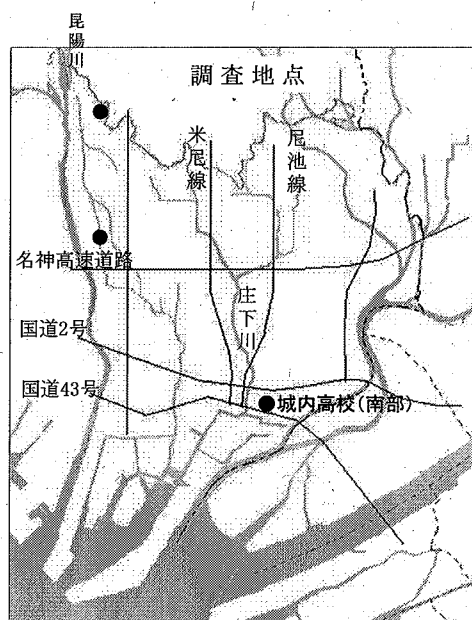 昆陽川
調査地点
米尼線
尼池線
名神高速道路
庄下川
国道2号
国道43号
城内高校(南部)